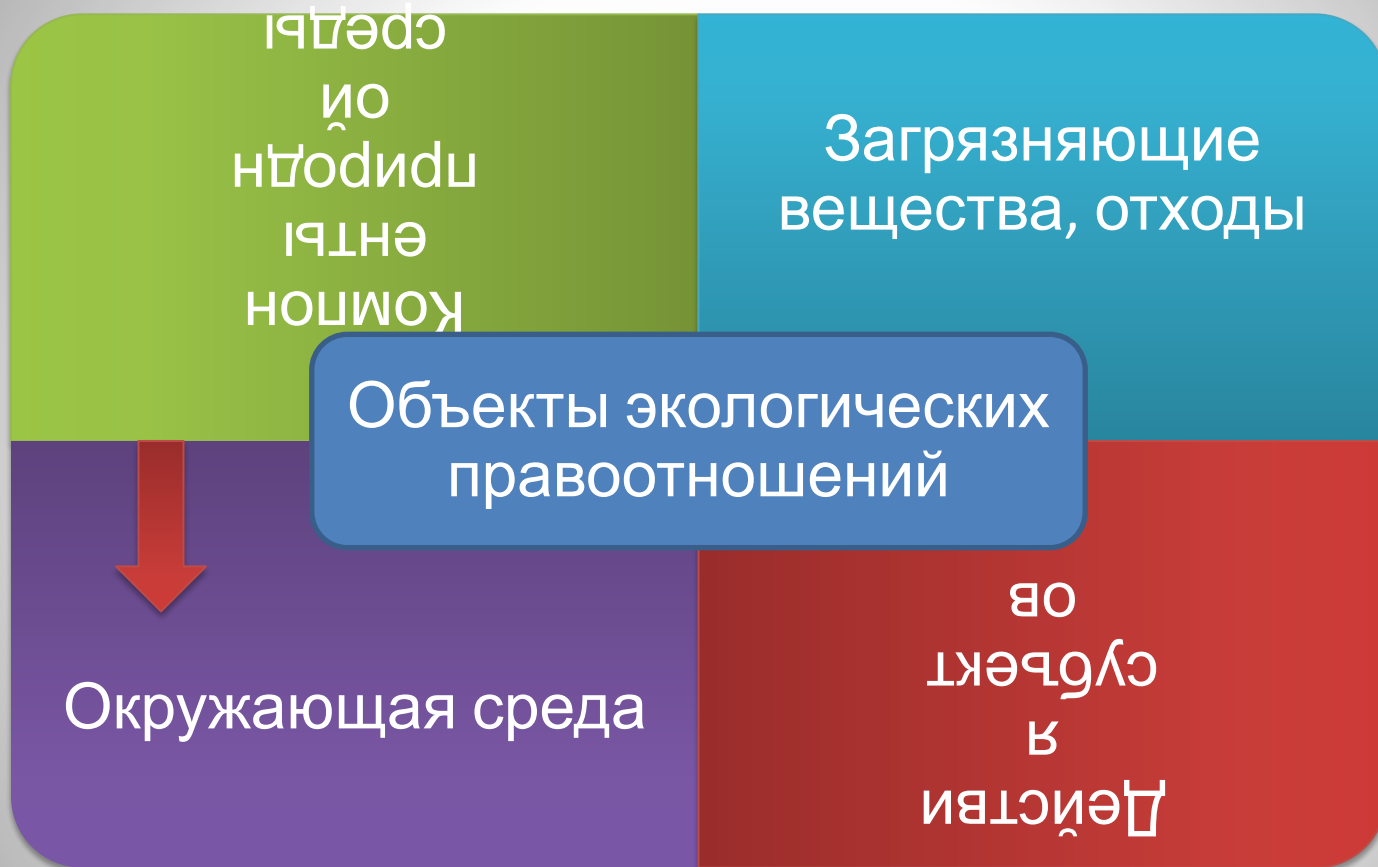 Компон
енты
природн
ой
среды
Загрязняющие
вещества, отходы
Объекты экологических
правоотношений
Окружающая среда
Действи
я
субъект
ов